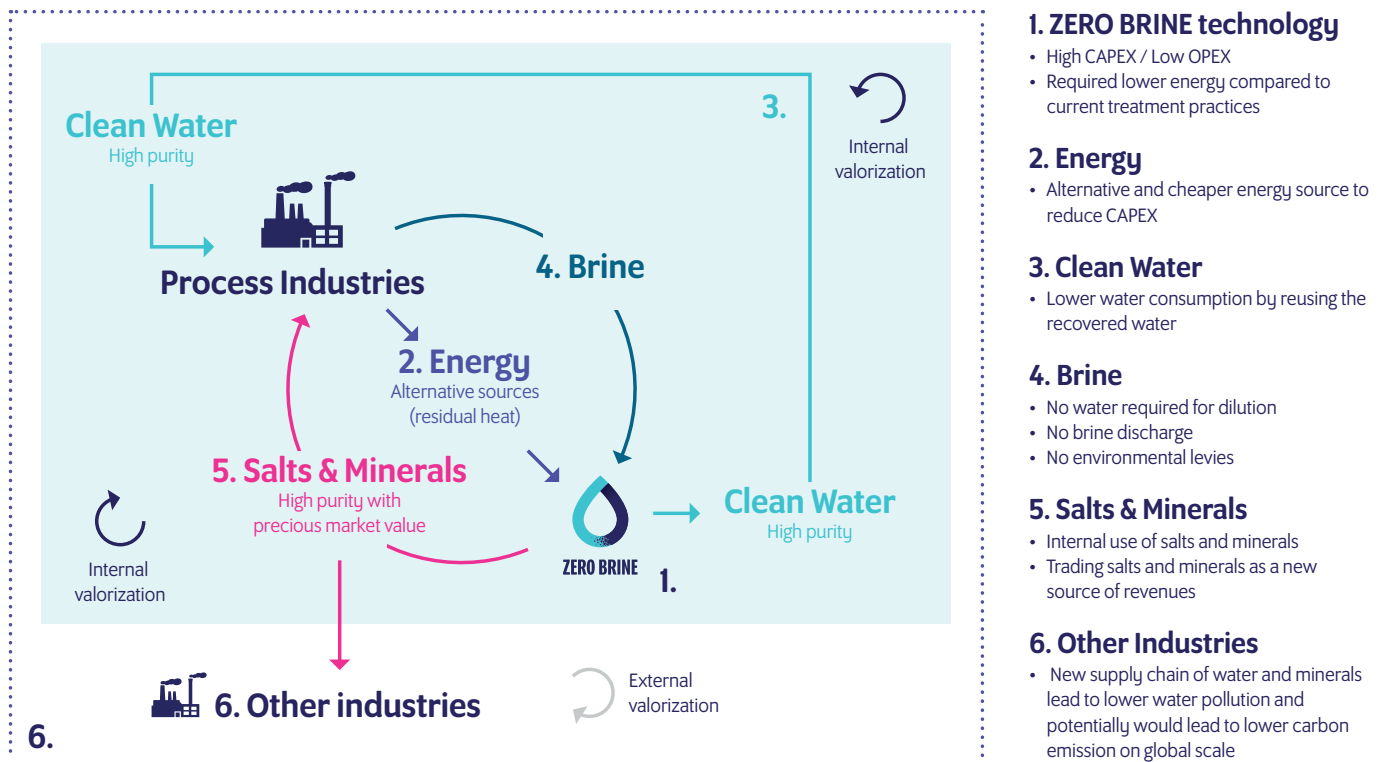 Clean Water
High purity
3.
Internal
valorization
Process Industries
4. Brine
2. Energy
Alternative sources
(residual heat)
5. Salts & Minerals
High purity with
precious market value
Clean Water
High purity
ZERO BRINE
1.
Internal
valorization
6. Other industries
External
valorization
6.
1. ZERO BRINE technology
• High CAPEX / Low OPEX
• Required lower energy compared to
current treatment practices
2. Energy
• Alternative and cheaper energy source to
reduce CAPEX
3. Clean Water
• Lower water consumption by reusing the
recovered water
4. Brine
• No water required for dilution
• No brine discharge
• No environmental levies
5. Salts & Minerals
• Internal use of salts and minerals
• Trading salts and minerals as a new
source of revenues
6. Other Industries
• New supply chain of water and minerals
lead to lower water pollution and
potentially would lead to lower carbon
emission on global scale